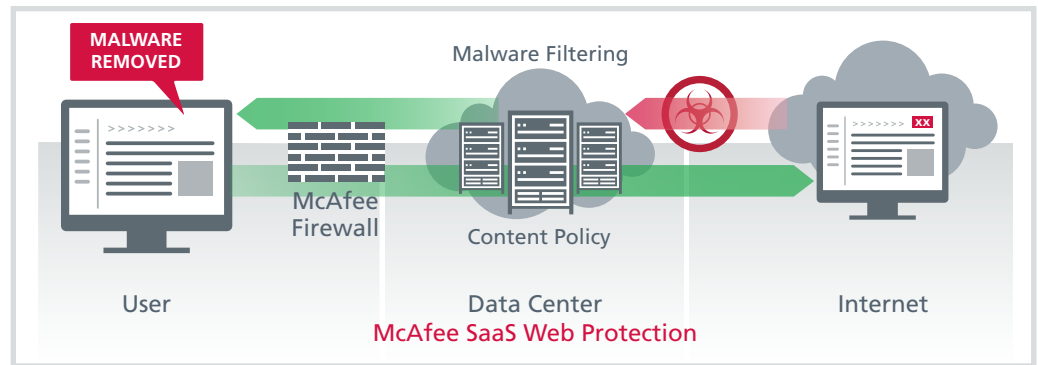 MALWARE
REMOVED
Malware Filtering
> > > > > > >
> > > > > > > XX
McAfee
Firewall
Content Policy
User
Data Center
Internet
McAfee SaaS Web Protection